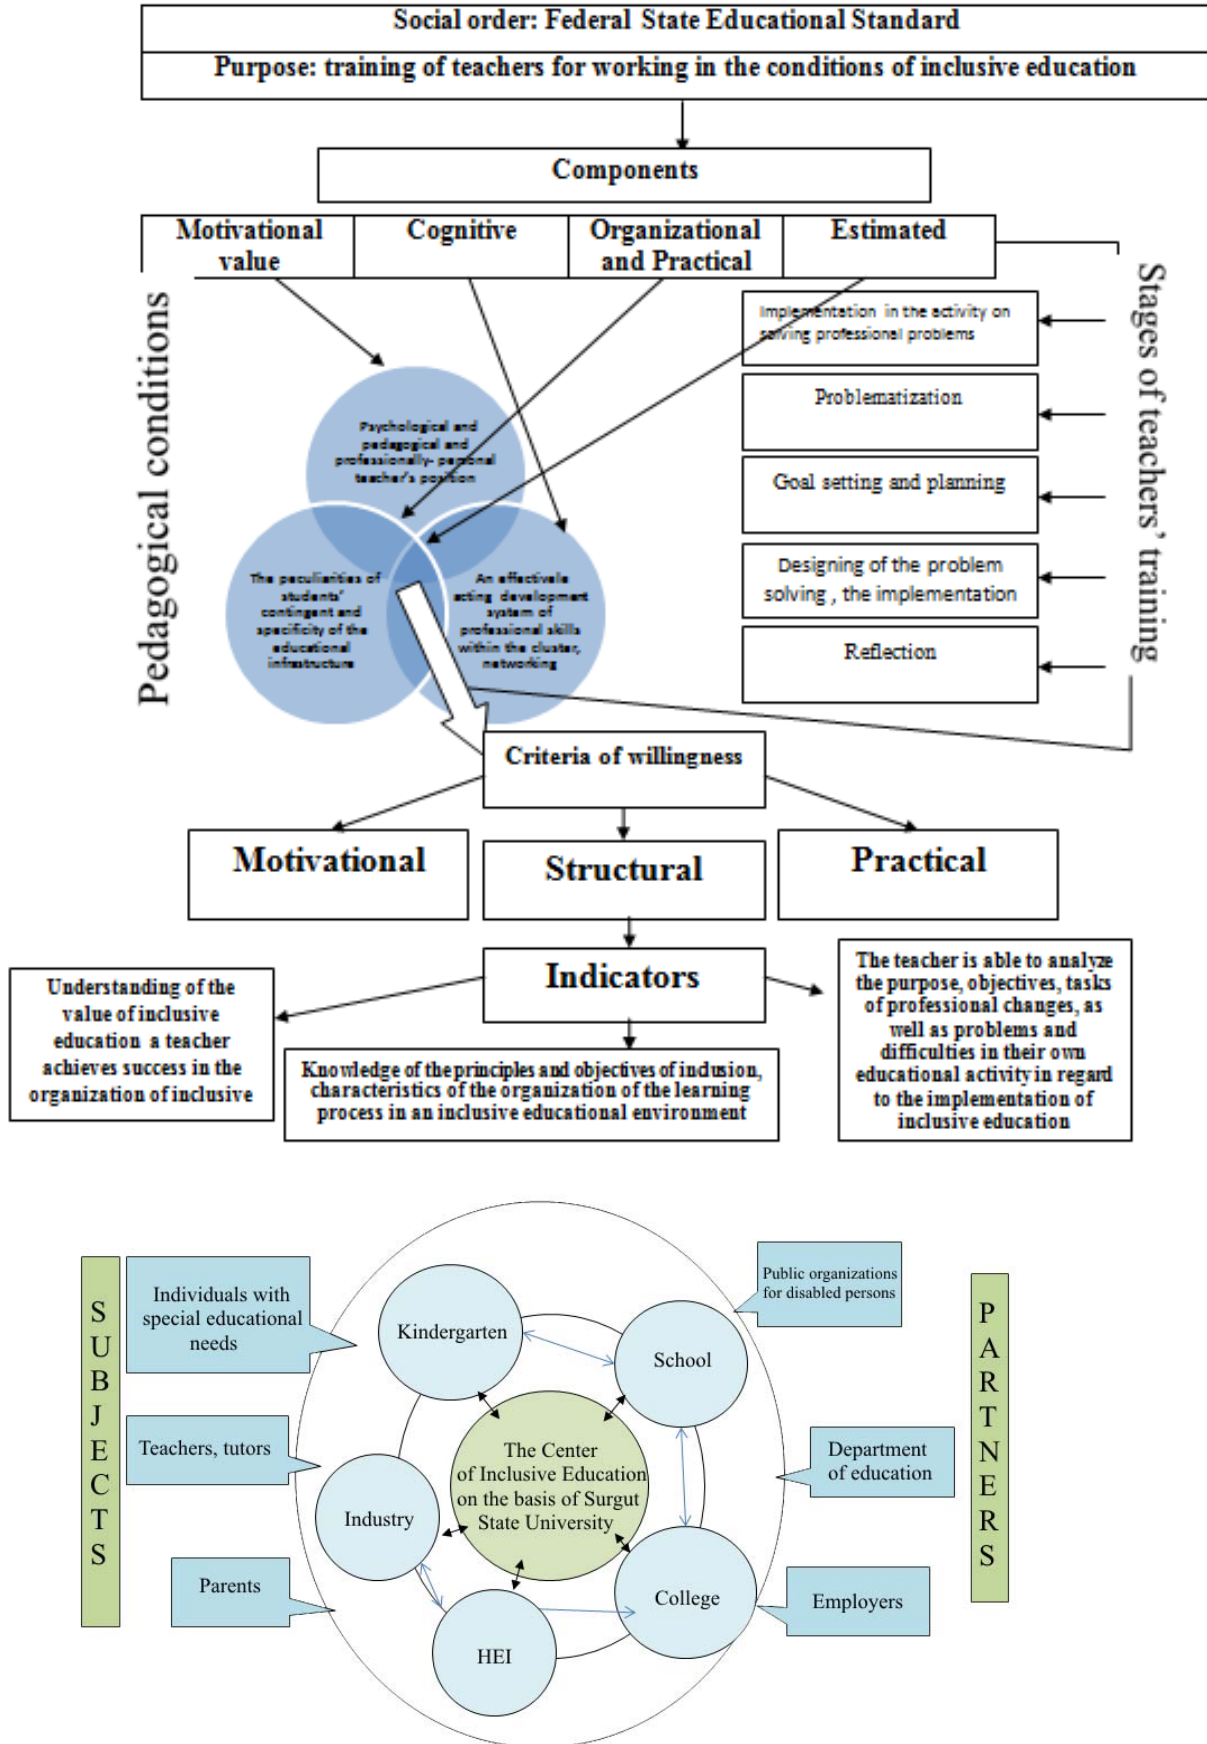 Social order: Federal State Educational Standard
Purpose: training of teachers for working in the conditions of inclusive education
Components
Motivational
value
Cognitive
Organizational
and Practical
Estimated
Pedagogical conditions
Stages of teachers' training
Implementation in the activity on
solving professional problems
Problematization
Goal setting and planning
Designing of the problem
solving , the implementation
Reflection
Psychological and
pedagogical and
professionally- personal
teacher's position
The peculiarities of
students'
contingent and
specificity of the
educational
infrastructure
An effectively
acting development
system of
professional skills
within the cluster,
networking
Criteria of willingness
Motivational
Structural
Practical
Indicators
Understanding of the
value of inclusive
education a teacher
achieves success in the
organization of inclusive
Knowledge of the principles and objectives of inclusion,
characteristics of the organization of the learning
process in an inclusive educational environment
The teacher is able to analyze
the purpose, objectives, tasks
of professional changes, as
well as problems and
difficulties in their own
educational activity in regard
to the implementation of
inclusive education
SUBJECTS
Individuals with
special educational
needs
Teachers, tutors
Parents
Kindergarten
School
Industry
College
HEI
The Center
of Inclusive Education
on the basis of Surgut
State University
Public organizations
for disabled persons
Department
of education
Employers
PARTNERS